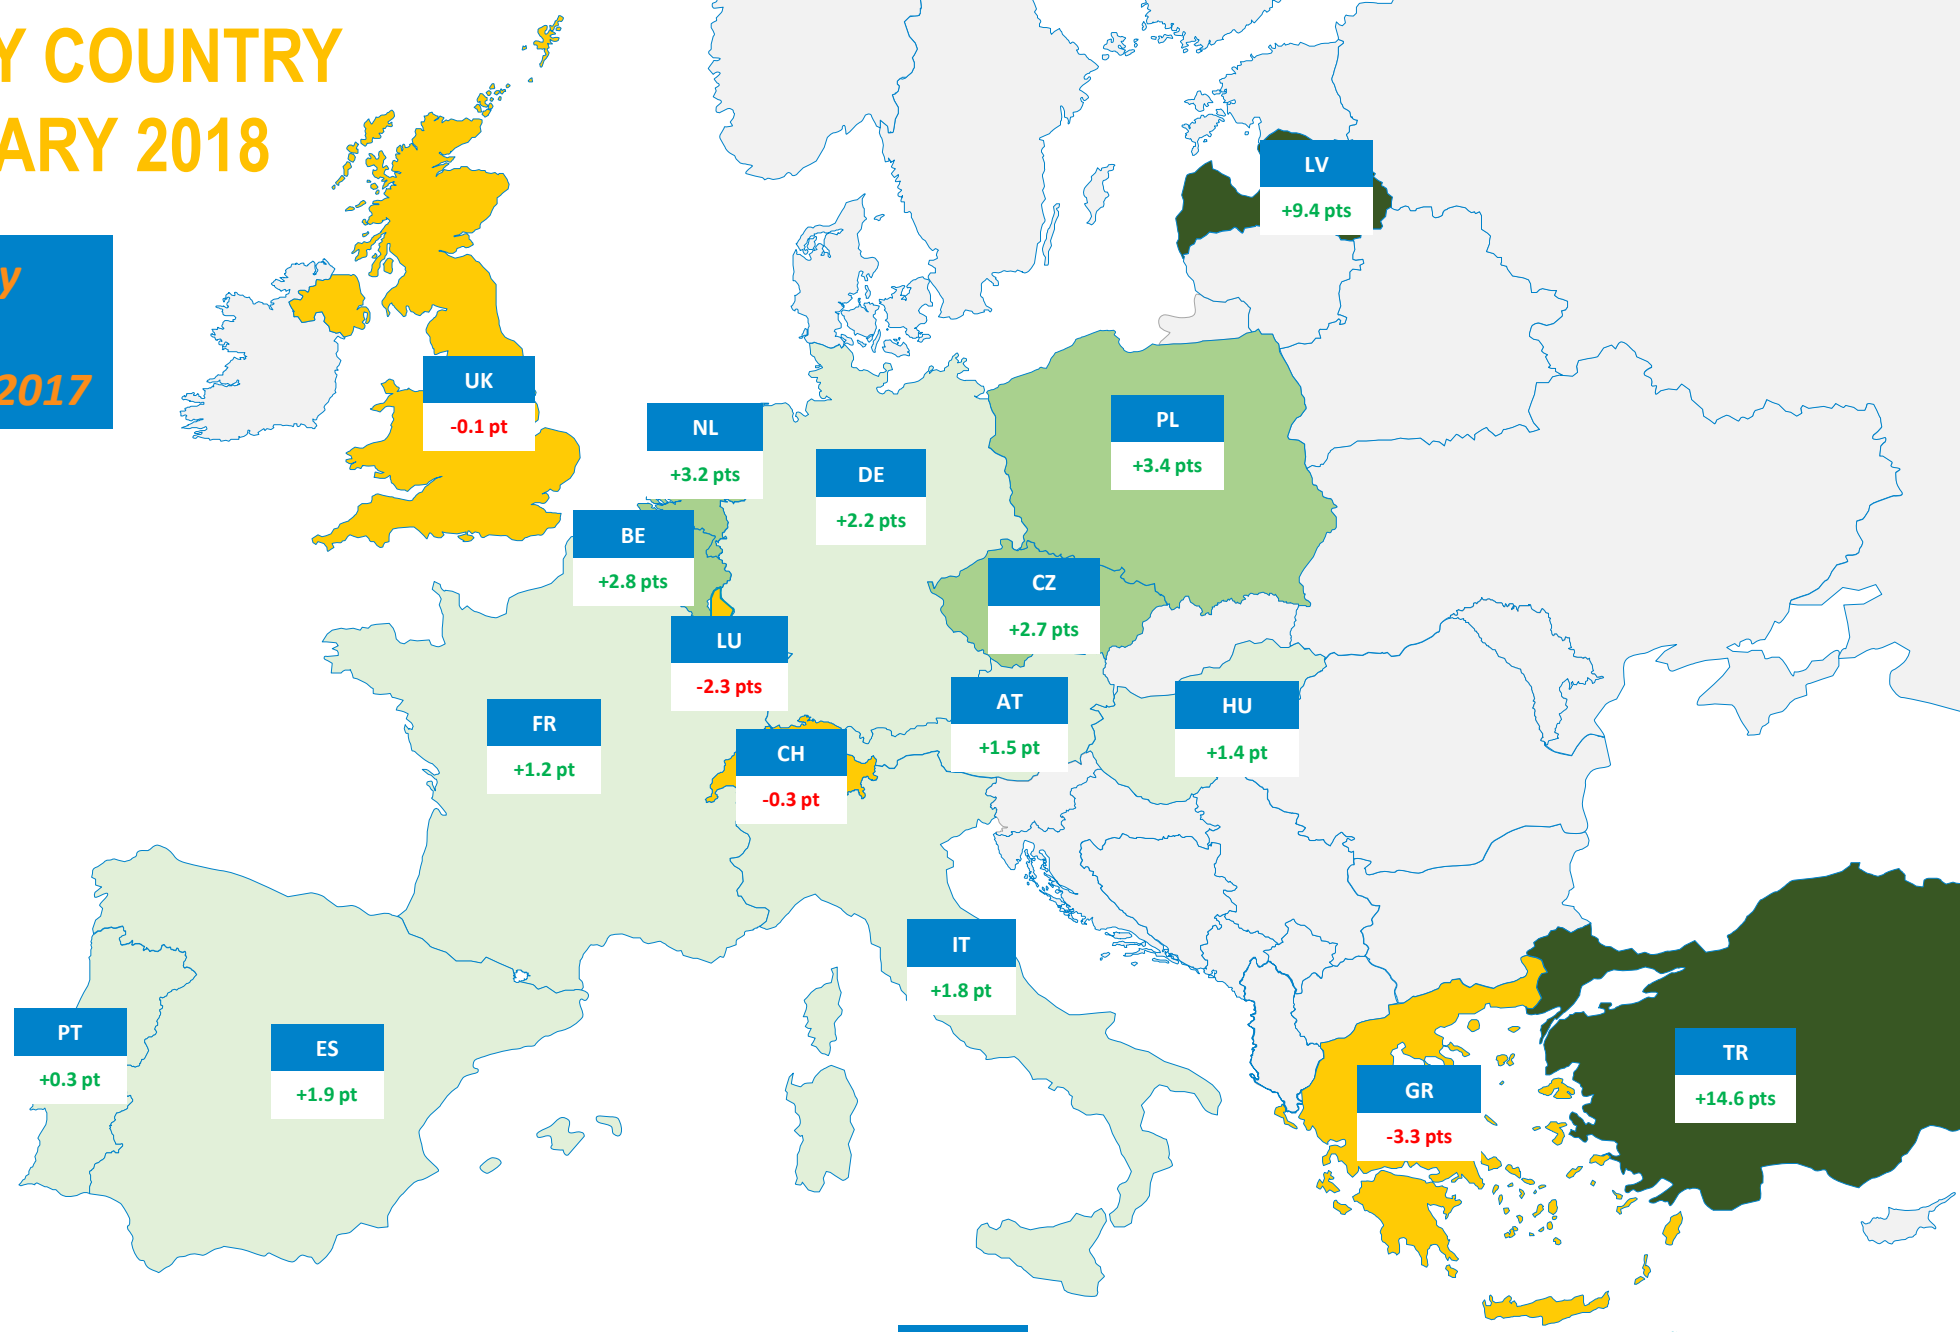 Y COUNTRY
ARY 2018
y
2017
LV
+9.4 pts
UK
-0.1 pt
NL
+3.2 pts
PL
+3.4 pts
DE
+2.2 pts
BE
+2.8 pts
CZ
+2.7 pts
LU
-2.3 pts
AT
+1.5 pt
HU
+1.4 pt
FR
+1.2 pt
CH
-0.3 pt
IT
+1.8 pt
PT
+0.3 pt
ES
+1.9 pt
TR
+14.6 pts
GR
-3.3 pts